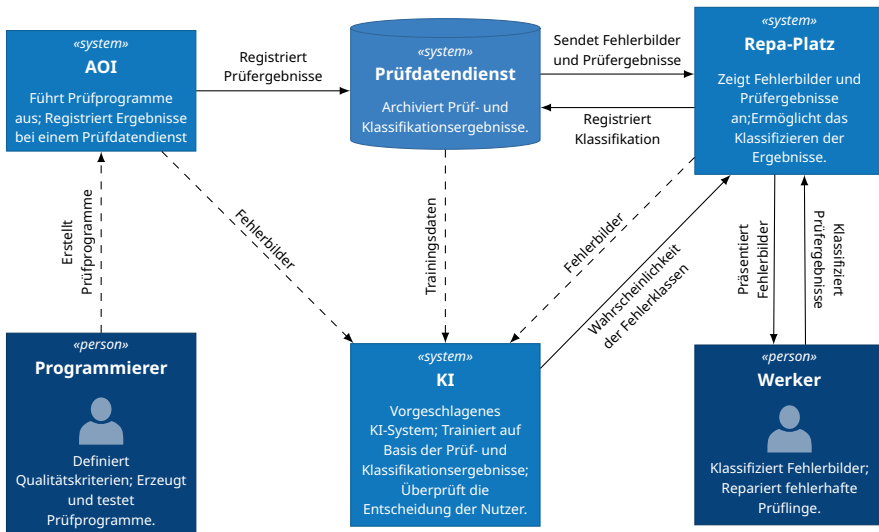 «system»
AOI
Führt Prüfprogramme
aus; Registriert Ergebnisse
bei einem Prüfdatendienst
Registriert
Prüfergebnisse
«system»
Prüfdatendienst
Archiviert Prüf- und
Klassifikationsergebnisse.
Sendet Fehlerbilder
und Prüfergebnisse
Registriert
Klassifikation
«system»
Repa-Platz
Zeigt Fehlerbilder und
Prüfergebnisse
an;Ermöglicht das
Klassifizieren der
Ergebnisse.
Erstellt
Prüfprogramme
Fehlerbilder
Trainingsdaten
Fehlerbilder
Wahrscheinlichkeit
der Fehlerklassen
Präsentiert
Fehlerbilder
Klassifiziert
Prüfergebnisse
«person»
Programmierer
Definiert
Qualitätskriterien; Erzeugt
und testet
Prüfprogramme.
«system»
KI
Vorgeschlagenes
KI-System; Trainiert auf
Basis der Prüf- und
Klassifikationsergebnisse;
Überprüft die
Entscheidung der Nutzer.
«person»
Werker
Klassifiziert Fehlerbilder;
Repariert fehlerhafte
Prüflinge.